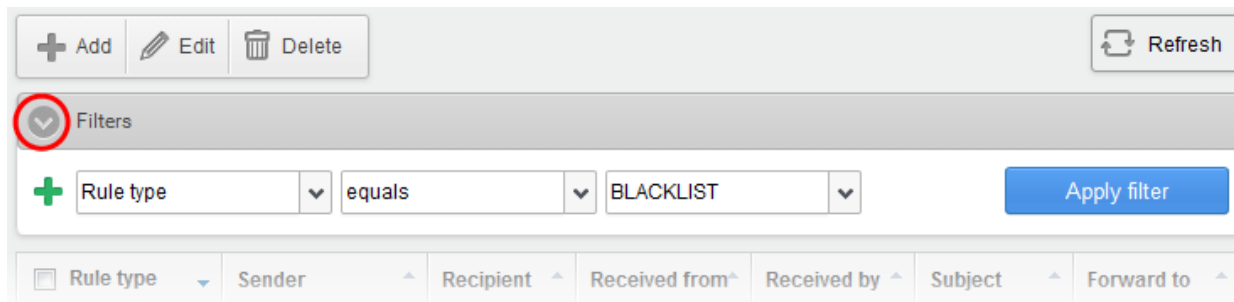 Add Edit Delete Refresh
Filters
Rule type equals BLACKLIST Apply filter
Rule type Sender Recipient Received from Received by Subject Forward to